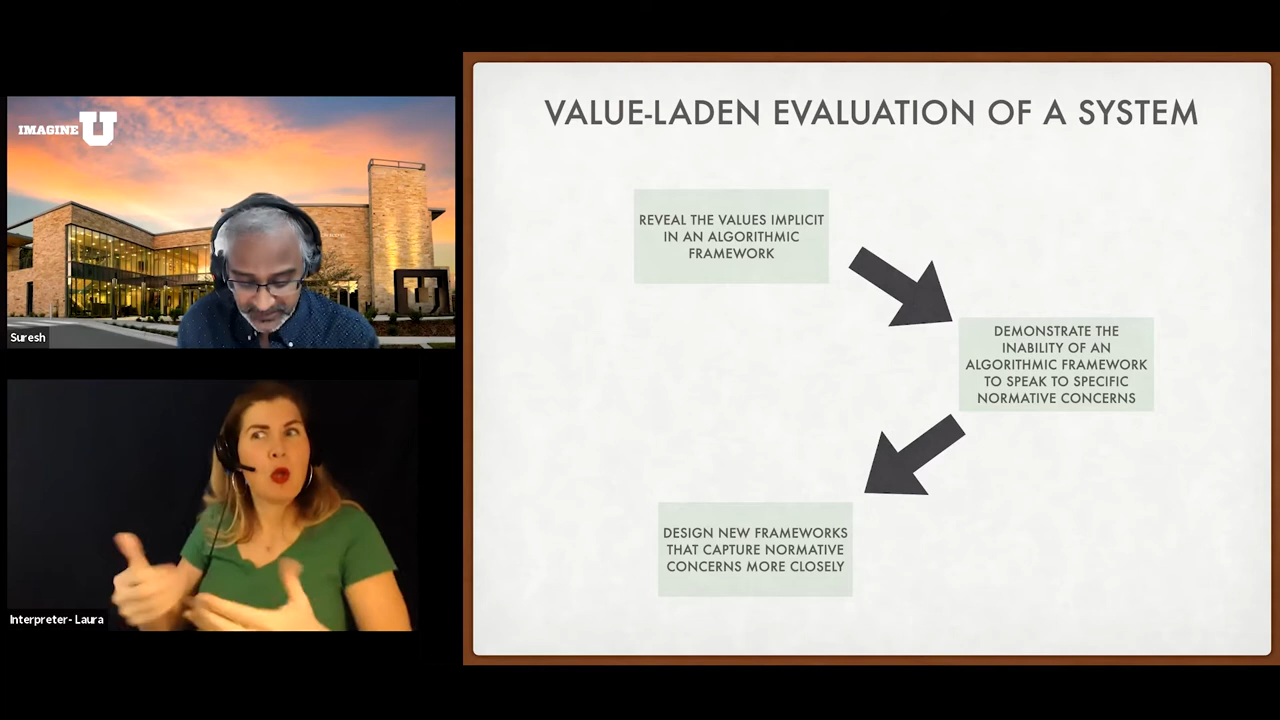 IMAGINE U
Suresh
Interpreter- Laura
VALUE-LADEN EVALUATION OF A SYSTEM
REVEAL THE VALUES IMPLICIT
IN AN ALGORITHMIC
FRAMEWORK
DEMONSTRATE THE
INABILITY OF AN
ALGORITHMIC FRAMEWORK
TO SPEAK TO SPECIFIC
NORMATIVE CONCERNS
DESIGN NEW FRAMEWORKS
THAT CAPTURE NORMATIVE
CONCERNS MORE CLOSELY